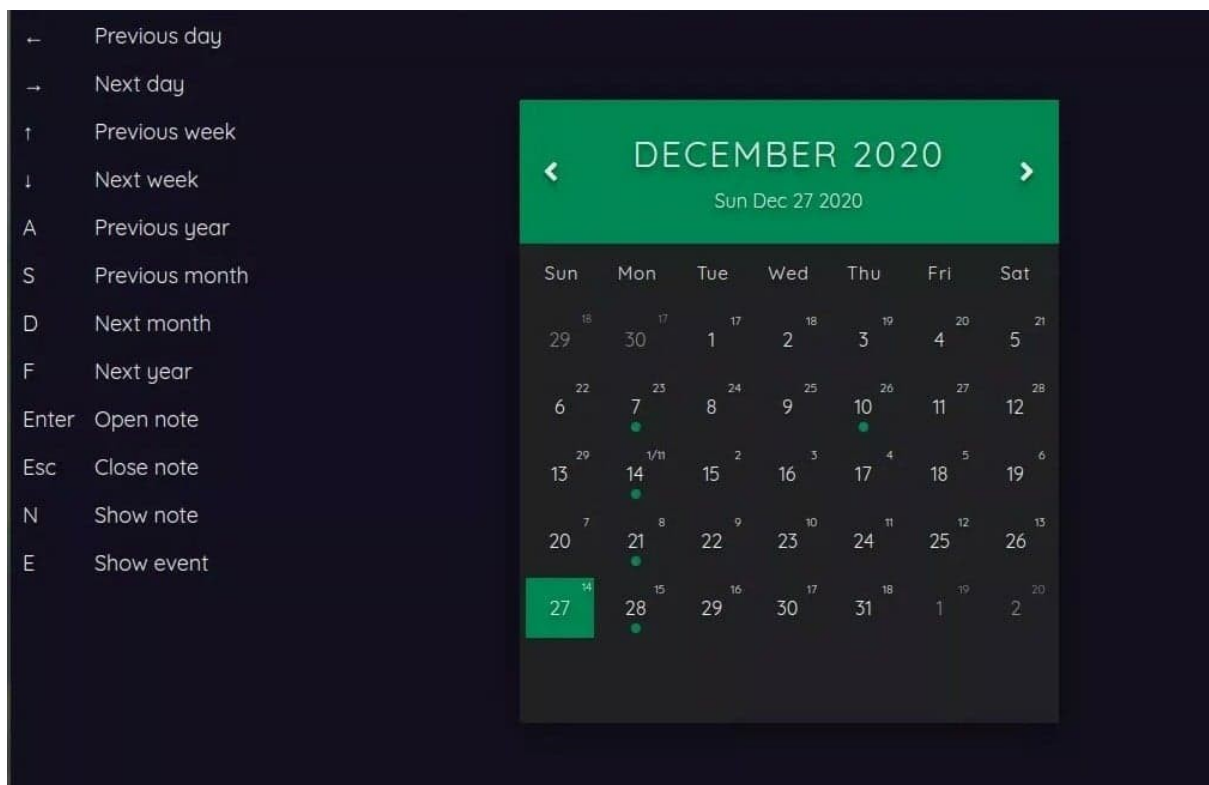 ← Previous day
→ Next day
↑ Previous week
↓ Next week
A Previous year
S Previous month
D Next month
F Next year
Enter Open note
Esc Close note
N Show note
E Show event
DECEMBER 2020
Sun Dec 27 2020
Sun Mon Tue Wed Thu Fri Sat
29 18 30 17 1 17 2 18 3 19 4 20 5 21
6 22 7 23 8 24 9 25 10 26 11 27 12 28
13 29 14 1/11 15 2 16 3 17 4 18 5 19 6
20 7 21 8 22 9 23 10 24 11 25 12 26 13
27 14 28 15 29 16 30 17 31 18 1 19 2 20